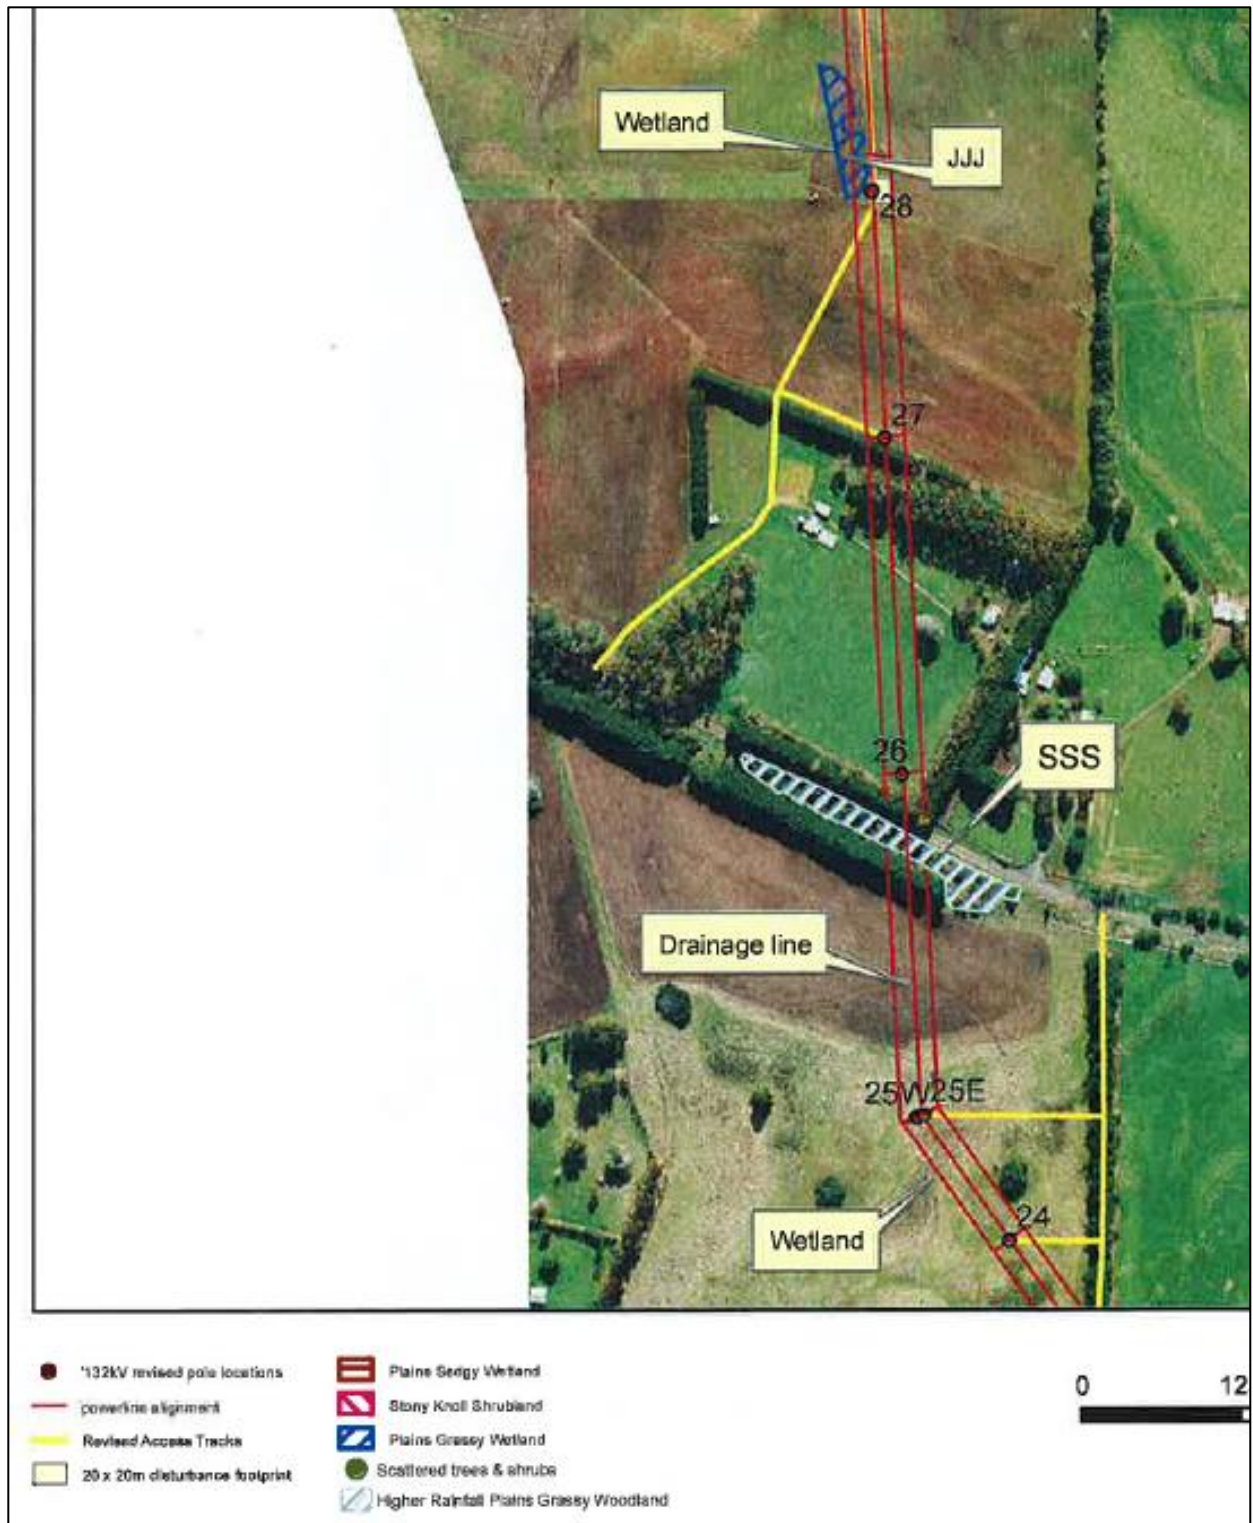 Wetland
JJJ
28
27
26
SSS
Drainage line
25W 25E
24
Wetland
'132kV revised pole locations
powerline alignment
Revised Access Tracks
20 x 20m disturbance footprint
Plains Sedgy Wetland
Stony Knoll Shrubland
Plains Grassy Wetland
Scattered trees & shrubs
Higher Rainfall Plains Grassy Woodland
0 12